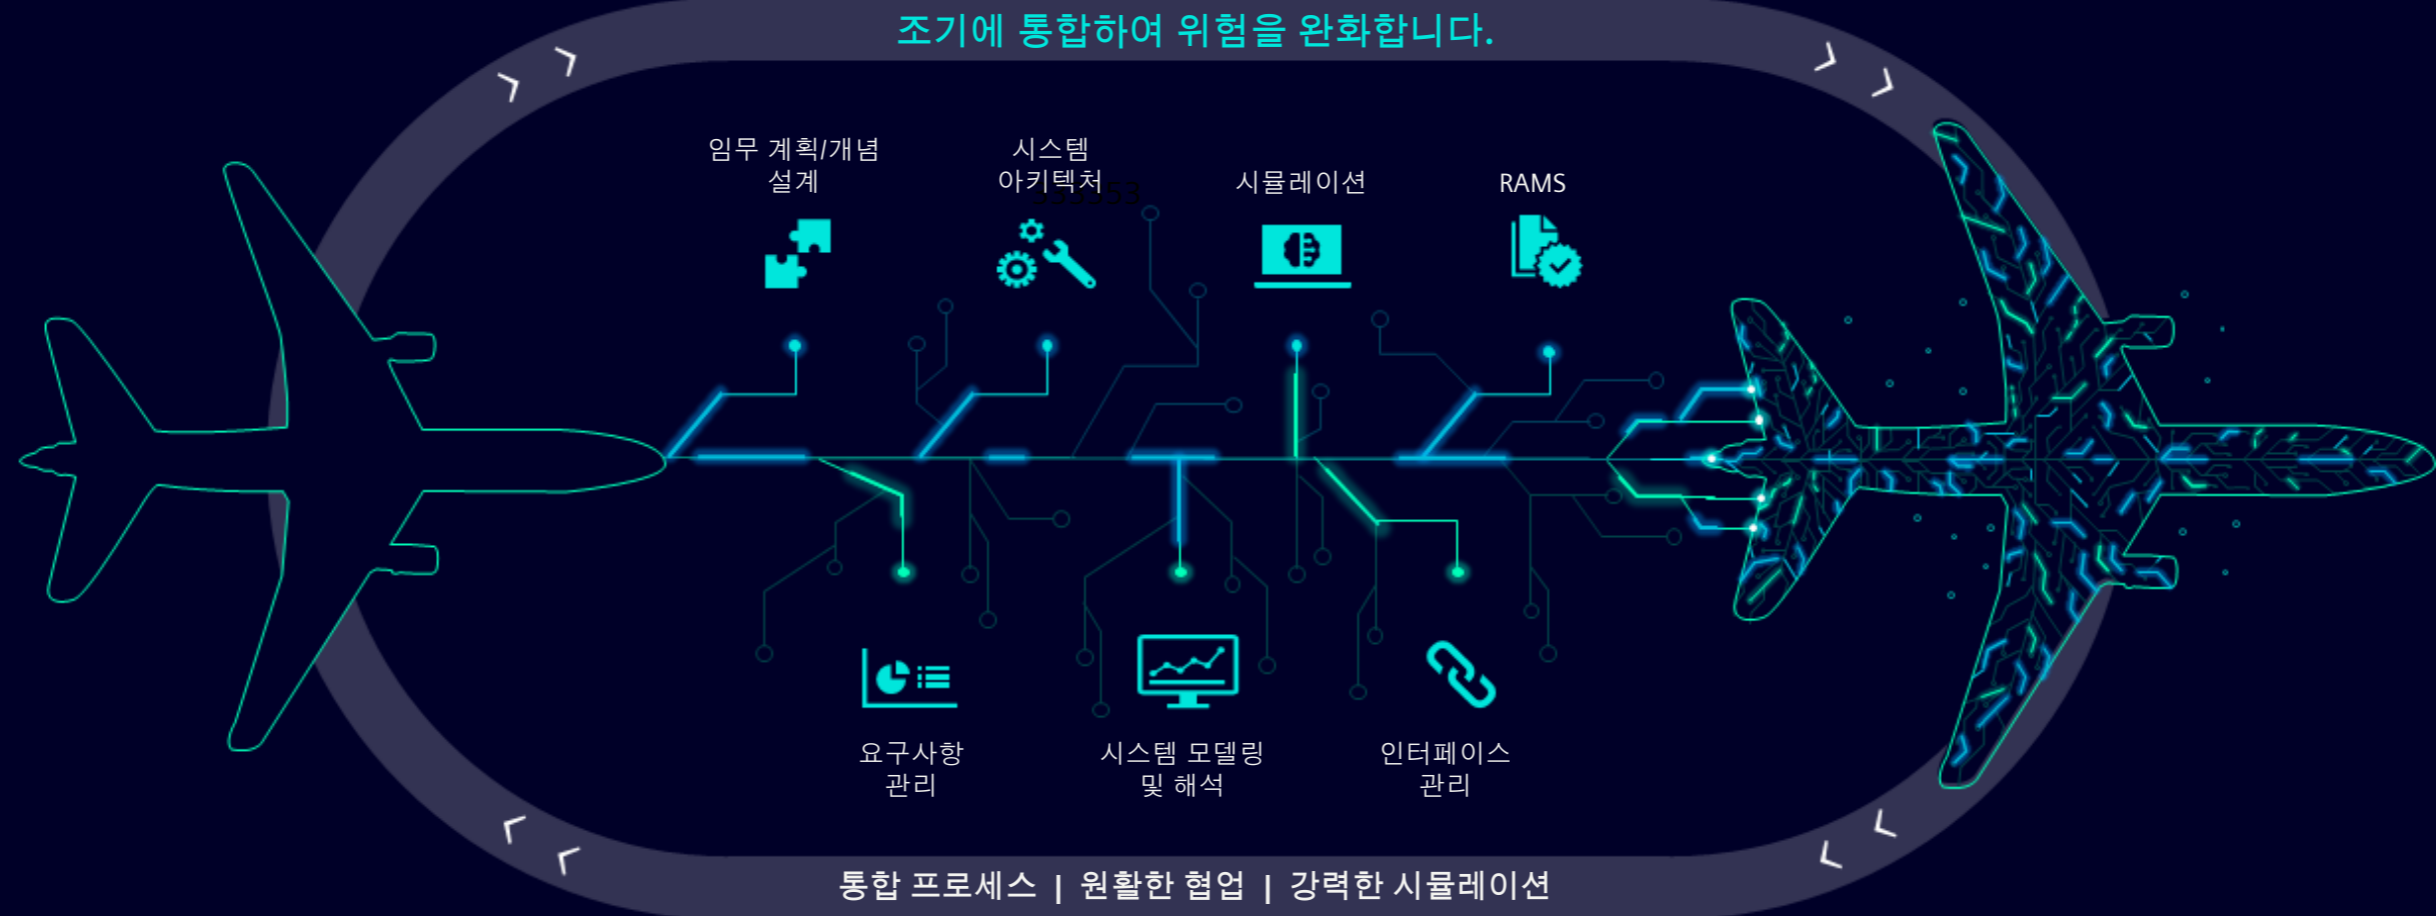 조기에 통합하여 위험을 완화합니다.
임무 계획/개념
설계
시스템
아키텍처
시뮬레이션
RAMS
요구사항
관리
시스템 모델링
및 해석
인터페이스
관리
통합 프로세스 | 원활한 협업 | 강력한 시뮬레이션